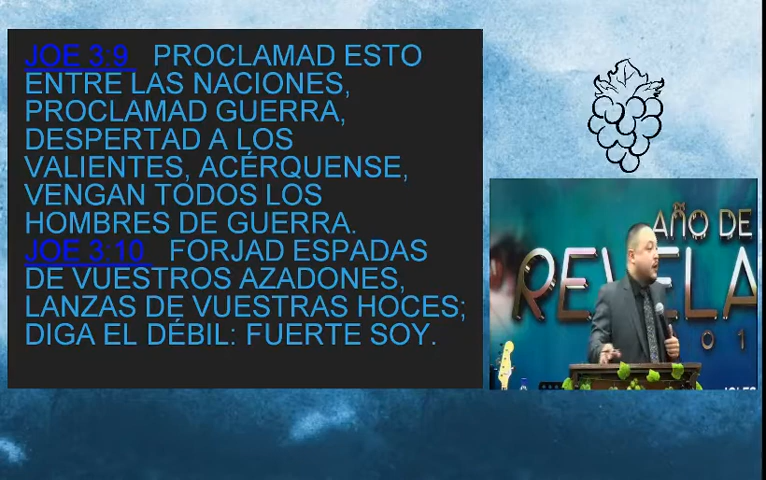 JOE 3:9 PROCLAMAD ESTO
ENTRE LAS NACIONES,
PROCLAMAD GUERRA,
DESPERTAD A LOS
VALIENTES, ACÉRQUENSE,
VENGAN TODOS LOS
HOMBRES DE GUERRA.
JOE 3:10 FORJAD ESPADAS
DE VUESTROS AZADONES,
LANZAS DE VUESTRAS HOCES;
DIGA EL DÉBIL: FUERTE SOY.
AÑO DE